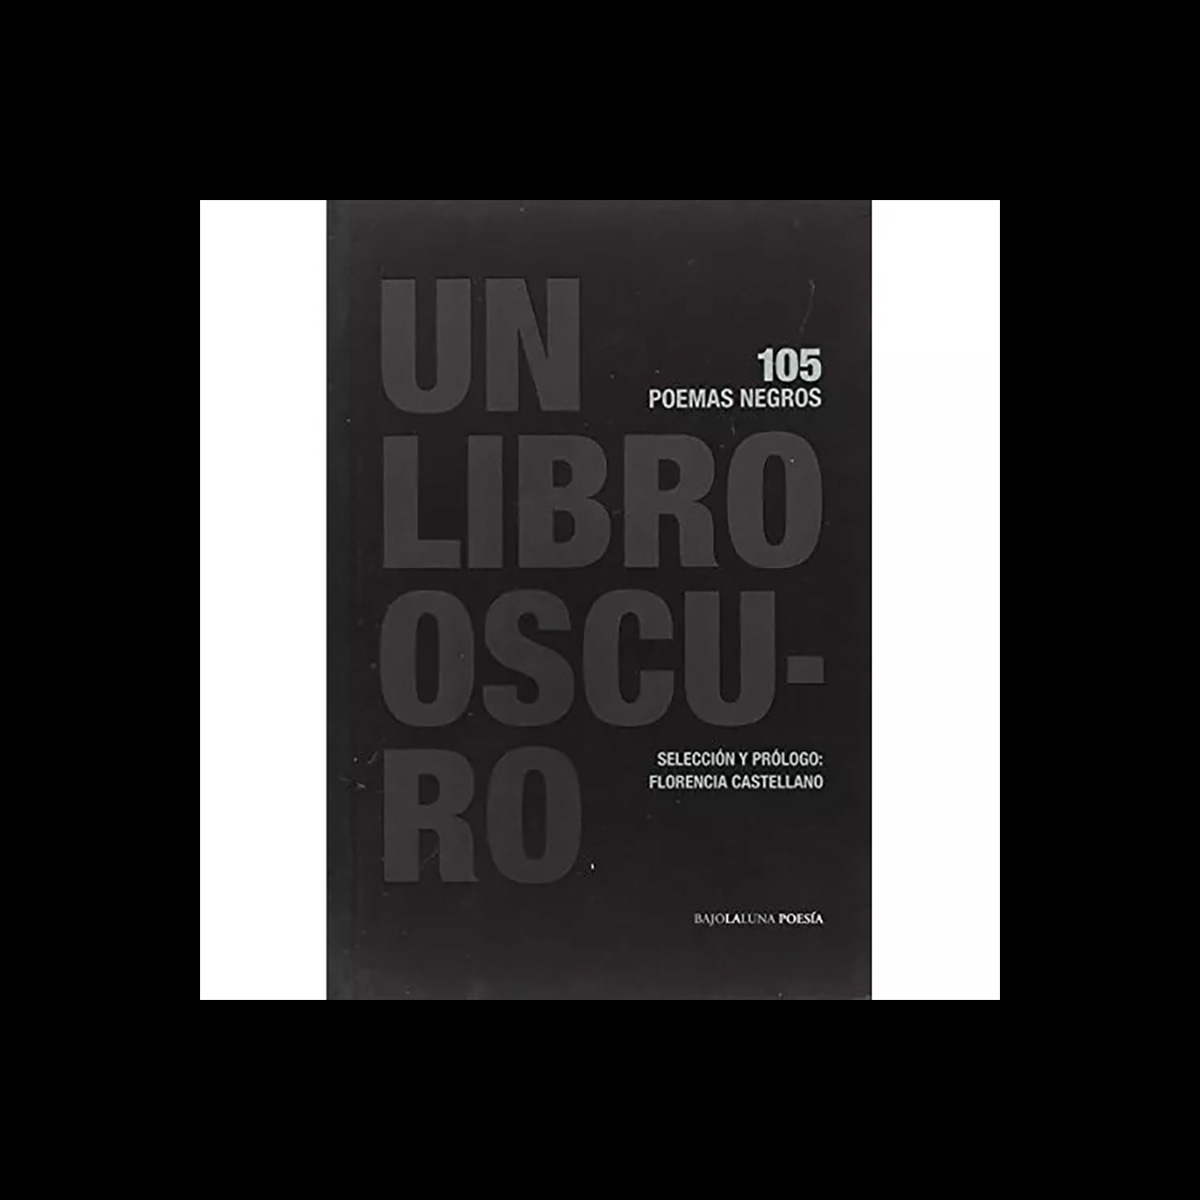 UN
105
POEMAS NEGROS
LIBRO
OSCU-
SELECCIÓN Y PRÓLOGO:
FLORENCIA CASTELLANO
RO
BAJOLALUNA POESÍA